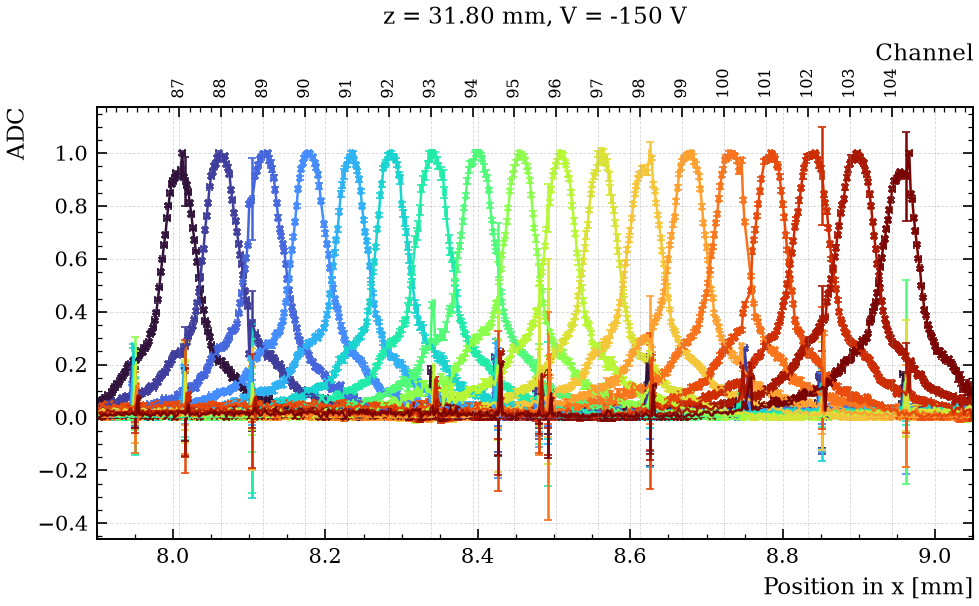 z = 31.80 mm, V = -150 V
Channel
87 88 89 90 91 92 93 94 95 96 97 98 99 100 101 102 103 104
ADC
1.0
0.8
0.6
0.4
0.2
0.0
−0.2
−0.4
8.0 8.2 8.4 8.6 8.8 9.0
Position in x [mm]